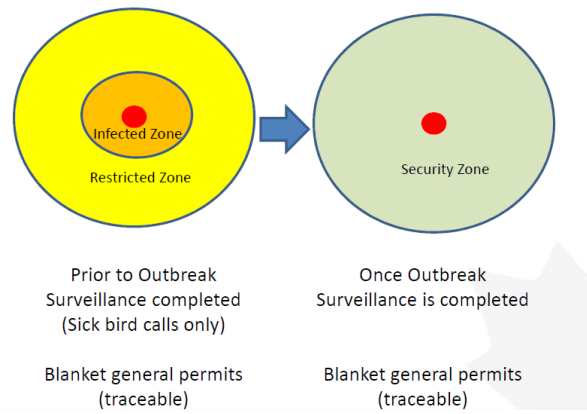 Infected Zone
Restricted Zone
Security Zone
Prior to Outbreak
Surveillance completed
(Sick bird calls only)
Blanket general permits
(traceable)
Once Outbreak
Surveillance is completed
Blanket general permits
(traceable)